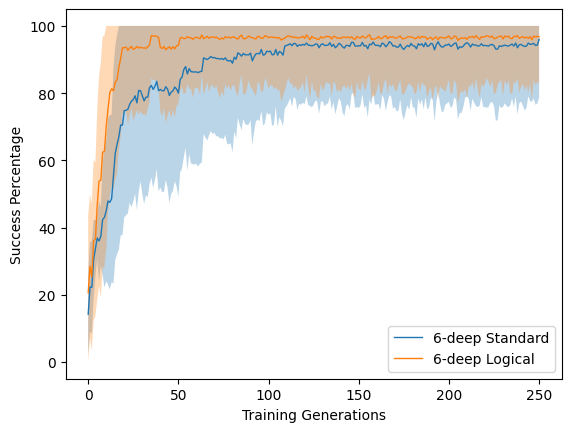 100
80
60
40
20
0
Success Percentage
6-deep Standard
6-deep Logical
0 50 100 150 200 250
Training Generations